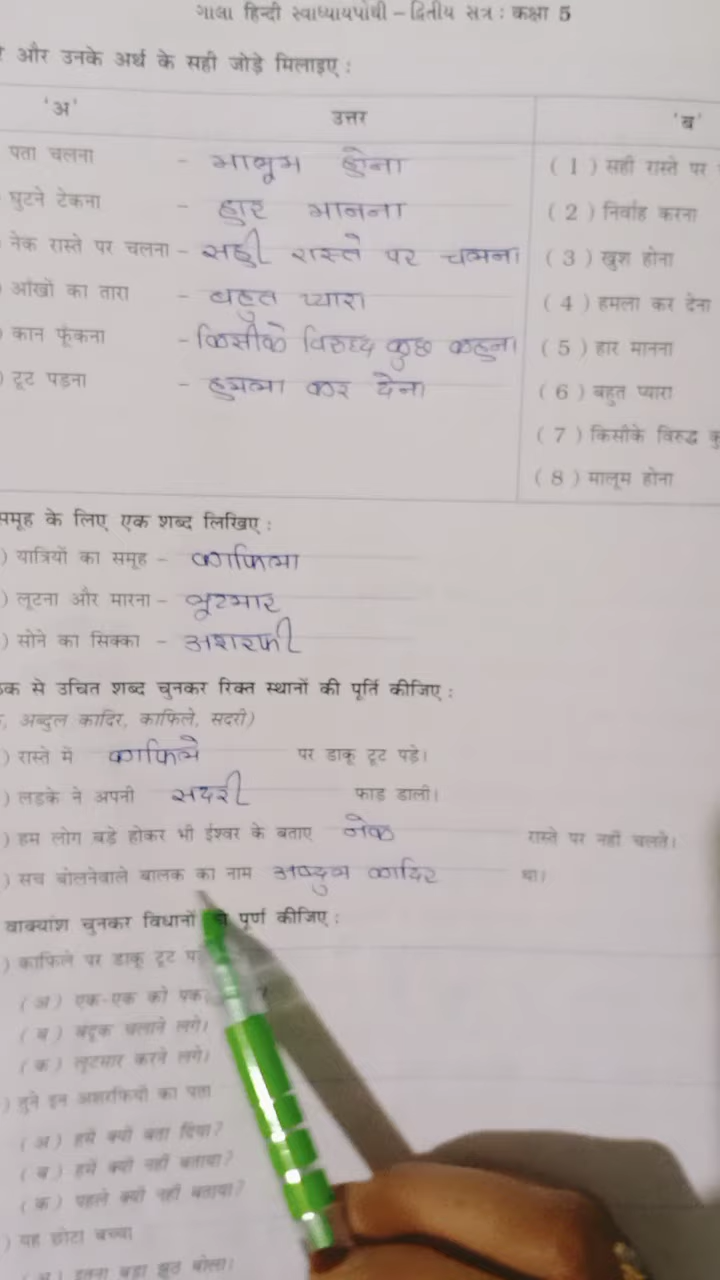 गाला हिन्दी स्वाध्यायपोथी – द्वितीय सत्र : कक्षा 5
और उनके अर्थ के सही जोड़े मिलाइए :
'अ' उत्तर 'ब'
पता चलना - मालूम होना ( 1 ) सही रास्ते पर
घुटने टेकना - हार मानना ( 2 ) निर्वाह करना
नेक रास्ते पर चलना - सही रास्ते पर चलना ( 3 ) खुश होना
आँखों का तारा - बहुत प्यारा ( 4 ) हमला कर देना
कान फूंकना - किसीके विरुद्ध कुछ कहना ( 5 ) हार मानना
) टूट पड़ना - हमला कर देना ( 6 ) बहुत प्यारा
( 7 ) किसीके विरुद्ध
( 8 ) मालूम होना
समूह के लिए एक शब्द लिखिए :
) यात्रियों का समूह - काफिला
) लूटना और मारना - लूटमार
) सोने का सिक्का - अशरफी
से उचित शब्द चुनकर रिक्त स्थानों की पूर्ति कीजिए :
, अब्दुल कादिर, काफिले, सदरी)
) रास्ते में काफिले पर डाकू टूट पड़े।
) लड़के ने अपनी सदरी फाड़ डाली।
) हम लोग बड़े होकर भी ईश्वर के बताए नेक रास्ते पर नहीं चलते।
) सच बोलनेवाले बालक का नाम अब्दुल कादिर था।
वाक्यांश चुनकर विधानों पूर्ण कीजिए :
) काफिले पर डाकू टूट
( अ ) एक-एक को
( ब ) बंदूक चलाने लगे।
( क ) लूटमार करने लगे।
) तूने इन अशरफियों का पता
( अ ) हमें क्यों बता दिया?
( ब ) हमें क्यों नहीं बताया?
( क ) पहले क्यों नहीं बताया?
) यह छोटा बच्चा
( अ ) इतना बड़ा झूठ बोला।